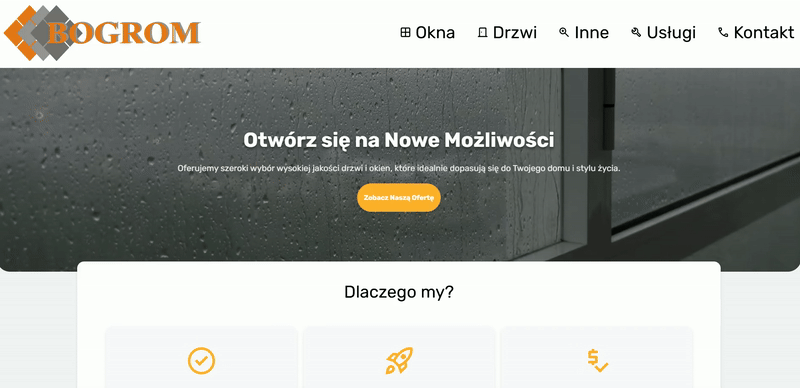 BOGROM
Okna Drzwi Inne Usługi Kontakt
Otwórz się na Nowe Możliwości
Oferujemy szeroki wybór wysokiej jakości drzwi i okien, które idealnie dopasują się do Twojego domu i stylu życia.
Zobacz Naszą Ofertę
Dlaczego my?